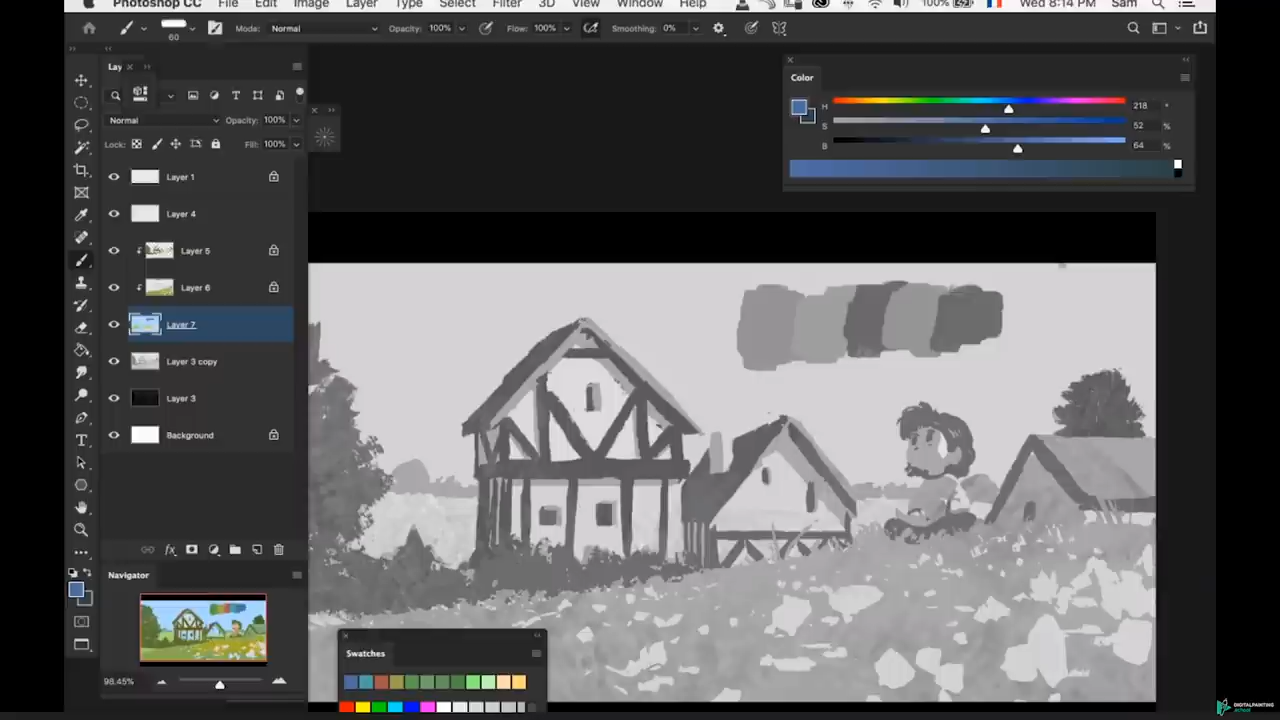 Photoshop CC File Edit Image Layer Type Select Filter 3D View Window Help 100% Wed 8:14 PM Sam
60 Mode: Normal Opacity: 100% Flow: 100% Smoothing: 0%
Lay
Normal Opacity: 100%
Lock: Fill: 100%
Layer 1
Layer 4
Layer 5
Layer 6
Layer 7
Layer 3 copy
Layer 3
Background
Navigator
98.45%
Color
H 218 °
S 52 %
B 64 %
Swatches
DIGITALPAINTING
.school